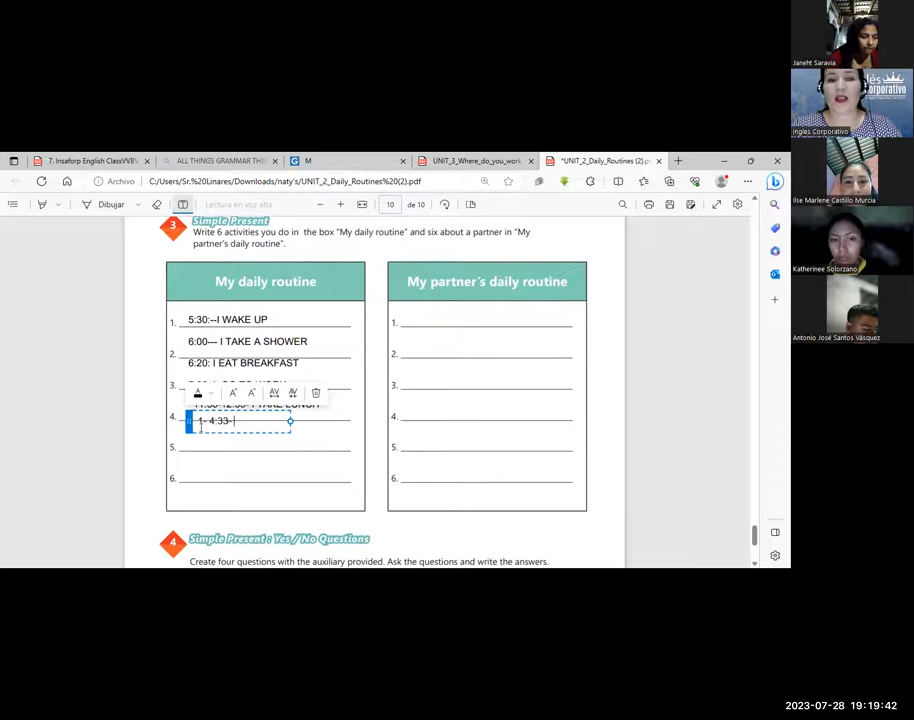 Janeht Saravia
lés
corporativo
Ingles Corporativo
Ilse Marlene Castillo Murcia
Katherinee Solorzano
Antonio José Santos Vásquez
7. Insaforp English ClassVVBV
ALL THINGS GRAMMAR THI
M
UNIT_3_Where_do_you_work
*UNIT_2_Daily_Routines (2).p
Archivo
C:/Users/Sr.%20Linares/Downloads/naty's/UNIT_2_Daily_Routines%20(2).pdf
Dibujar
Lectura en voz alta
10
de 10
3
Simple Present
Write 6 activities you do in the box "My daily routine" and six about a partner in "My
partner's daily routine".
My daily routine
1.
5:30:--I WAKE UP
6:00--- I TAKE A SHOWER
2.
6:20: I EAT BREAKFAST
3.
4.
1- 4:33-
5.
6.
My partner's daily routine
1.
2.
3.
4.
5.
6.
4
Simple Present : Yes / No Questions
Create four questions with the auxiliary provided. Ask the questions and write the answers.
2023-07-28 19:19:42